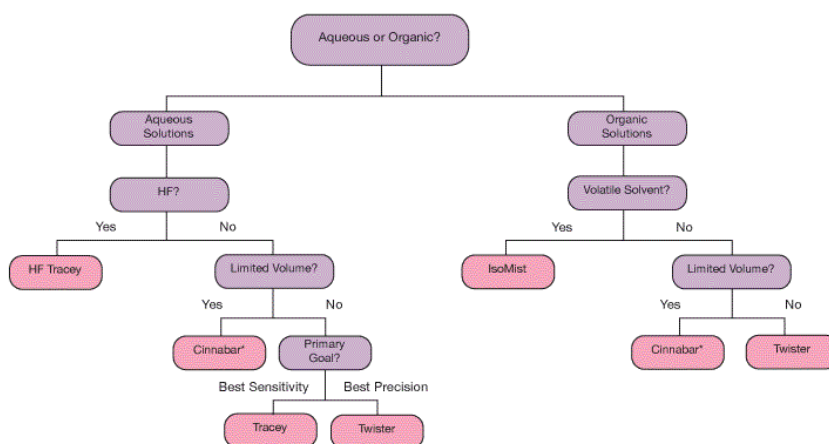 Aqueous or Organic?
Aqueous
Solutions
Organic
Solutions
HF?
Volatile Solvent?
Yes
No
Yes
No
HF Tracey
Limited Volume?
IsoMist
Limited Volume?
Yes
No
Yes
No
Cinnabar*
Primary
Goal?
Cinnabar*
Twister
Best Sensitivity
Best Precision
Tracey
Twister